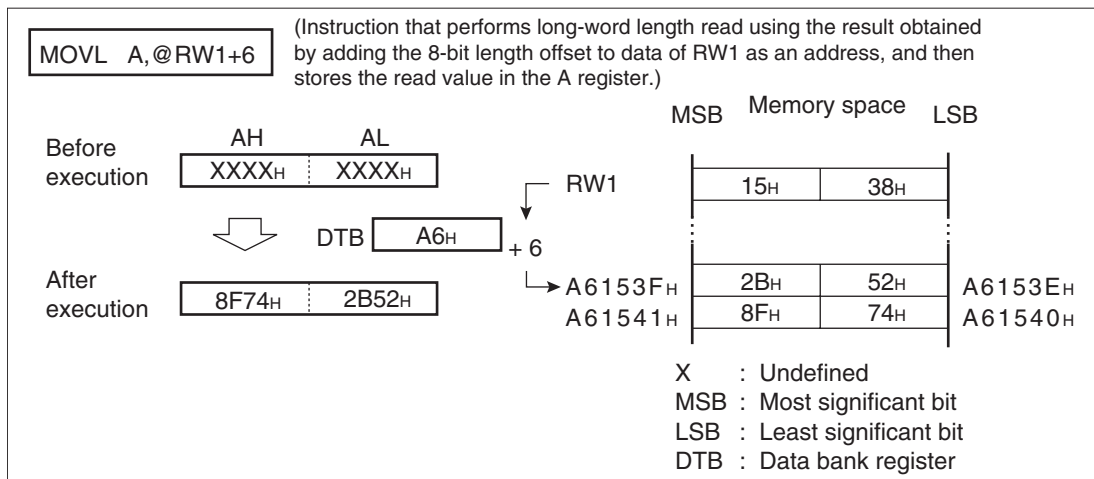 MOVL A,@RW1+6
(Instruction that performs long-word length read using the result obtained
by adding the 8-bit length offset to data of RW1 as an address, and then
stores the read value in the A register.)
MSB Memory space LSB
AH AL
Before
execution
XXXXH XXXXH
RW1
15H 38H
DTB A6H + 6
After
execution
8F74H 2B52H
A6153FH 2BH 52H A6153EH
A61541H 8FH 74H A61540H
X : Undefined
MSB : Most significant bit
LSB : Least significant bit
DTB : Data bank register